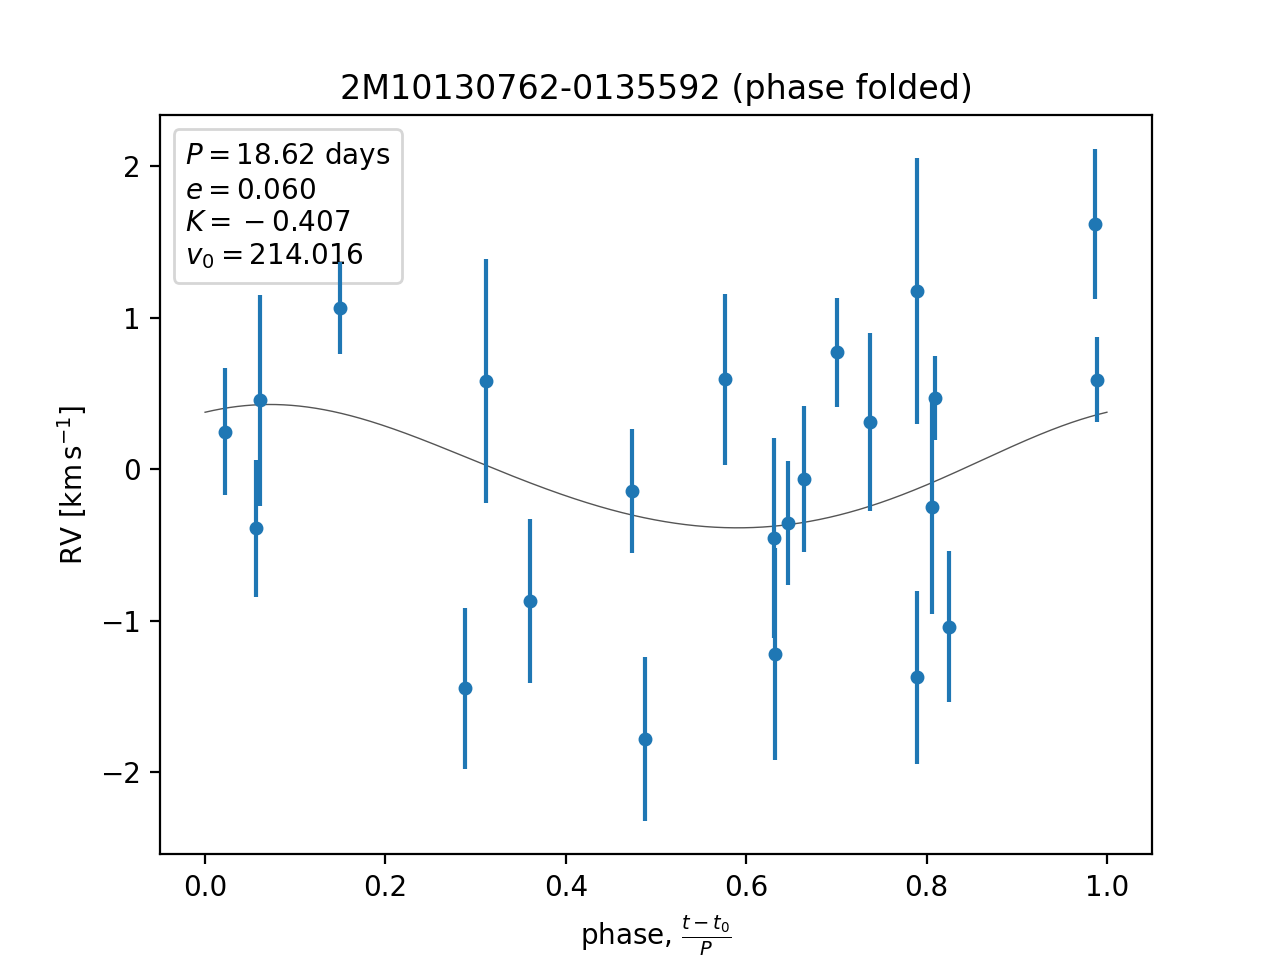 2M10130762-0135592 (phase folded)
P = 18.62 days
e = 0.060
K = −0.407
v₀ = 214.016
2
1
0
−1
−2
RV [km s⁻¹]
0.0 0.2 0.4 0.6 0.8 1.0
phase, (t − t₀)/P